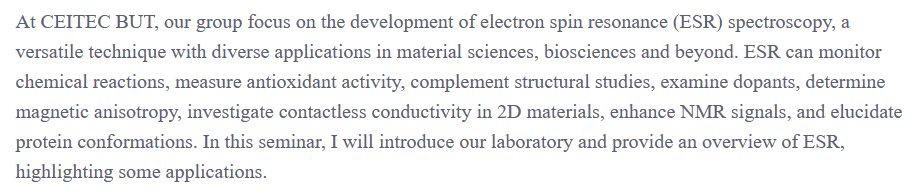 At CEITEC BUT, our group focus on the development of electron spin resonance (ESR) spectroscopy, a
versatile technique with diverse applications in material sciences, biosciences and beyond. ESR can monitor
chemical reactions, measure antioxidant activity, complement structural studies, examine dopants, determine
magnetic anisotropy, investigate contactless conductivity in 2D materials, enhance NMR signals, and elucidate
protein conformations. In this seminar, I will introduce our laboratory and provide an overview of ESR,
highlighting some applications.